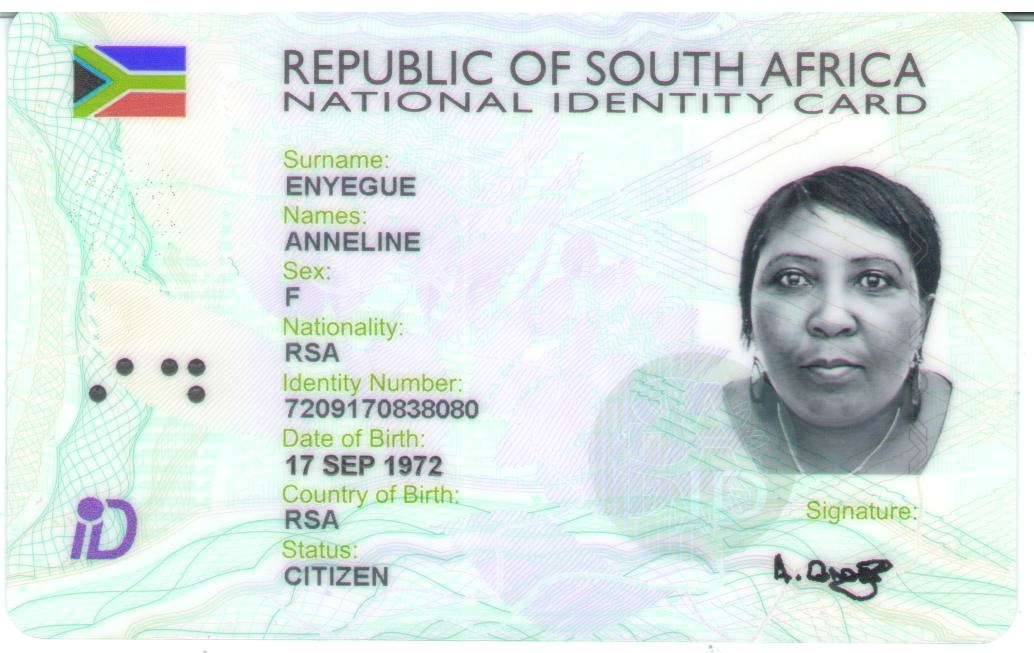 REPUBLIC OF SOUTH AFRICA
NATIONAL IDENTITY CARD
Surname:
ENYEGUE
Names:
ANNELINE
Sex:
F
Nationality:
RSA
Identity Number:
7209170838080
Date of Birth:
17 SEP 1972
Country of Birth:
RSA
Status:
CITIZEN
iD
Signature: